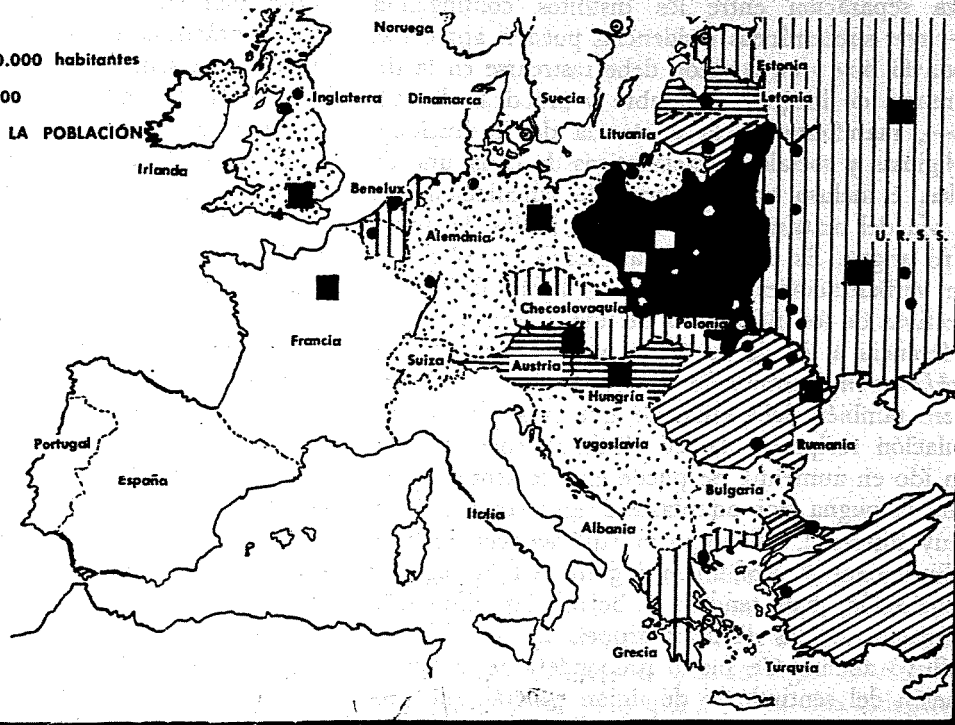 Noruega
0.000 habitantes
Estonia
00
Inglaterra
Dinamarca
Suecia
Letonia
LA POBLACIÓN
Lituania
Irlanda
Benelux
Alemania
U. R. S. S.
Checoslovaquia
Polonia
Francia
Suiza
Austria
Hungría
Portugal
Yugoslavia
Rumania
España
Bulgaria
Italia
Albania
Grecia
Turquía